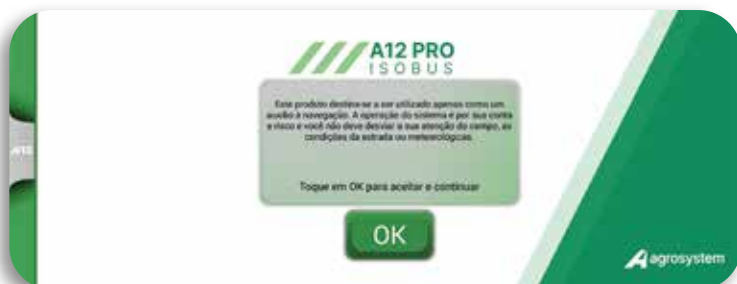 A12 PRO
ISOBUS
Este produto destina-se a ser utilizado apenas como um
auxílio à navegação. A operação do sistema é por sua conta
e risco e você não deve desviar a sua atenção do campo, as
condições da estrada ou meteorológicas.
Toque em OK para aceitar e continuar
A12
OK
agrosystem